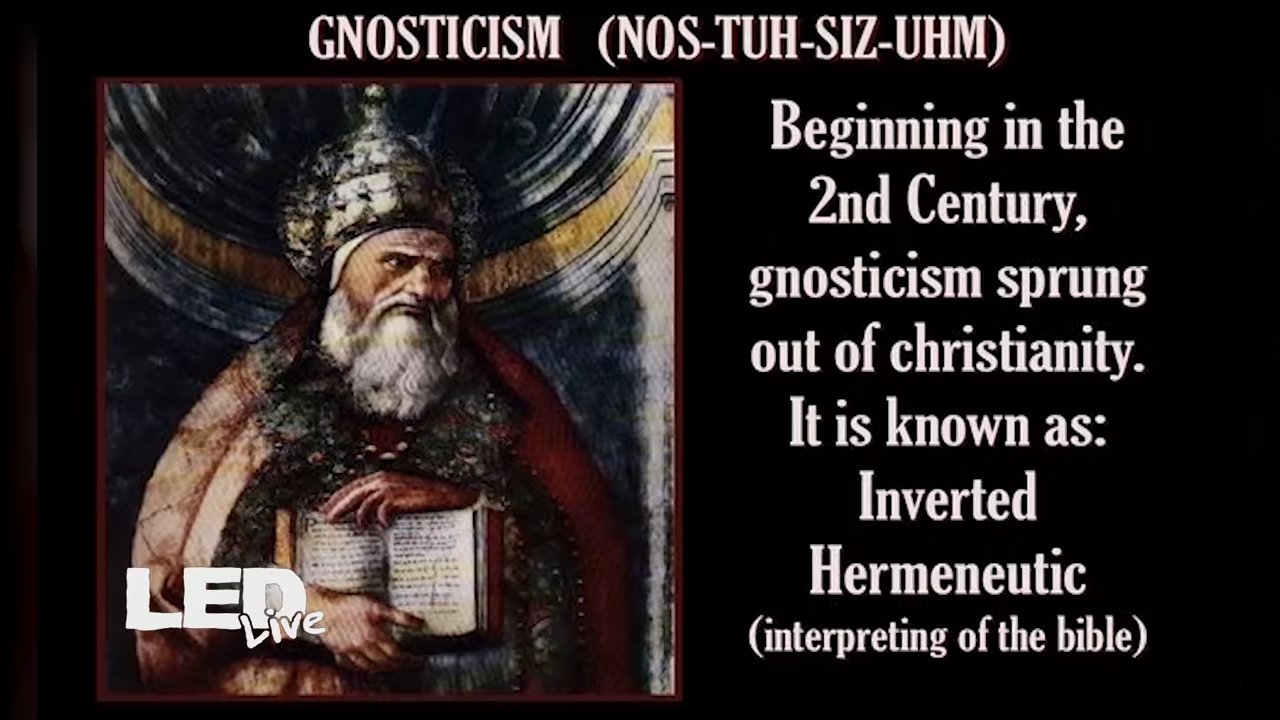 GNOSTICISM (NOS-TUH-SIZ-UHM)
Beginning in the
2nd Century,
gnosticism sprung
out of christianity.
It is known as:
Inverted
Hermeneutic
(interpreting of the bible)
LED
Live